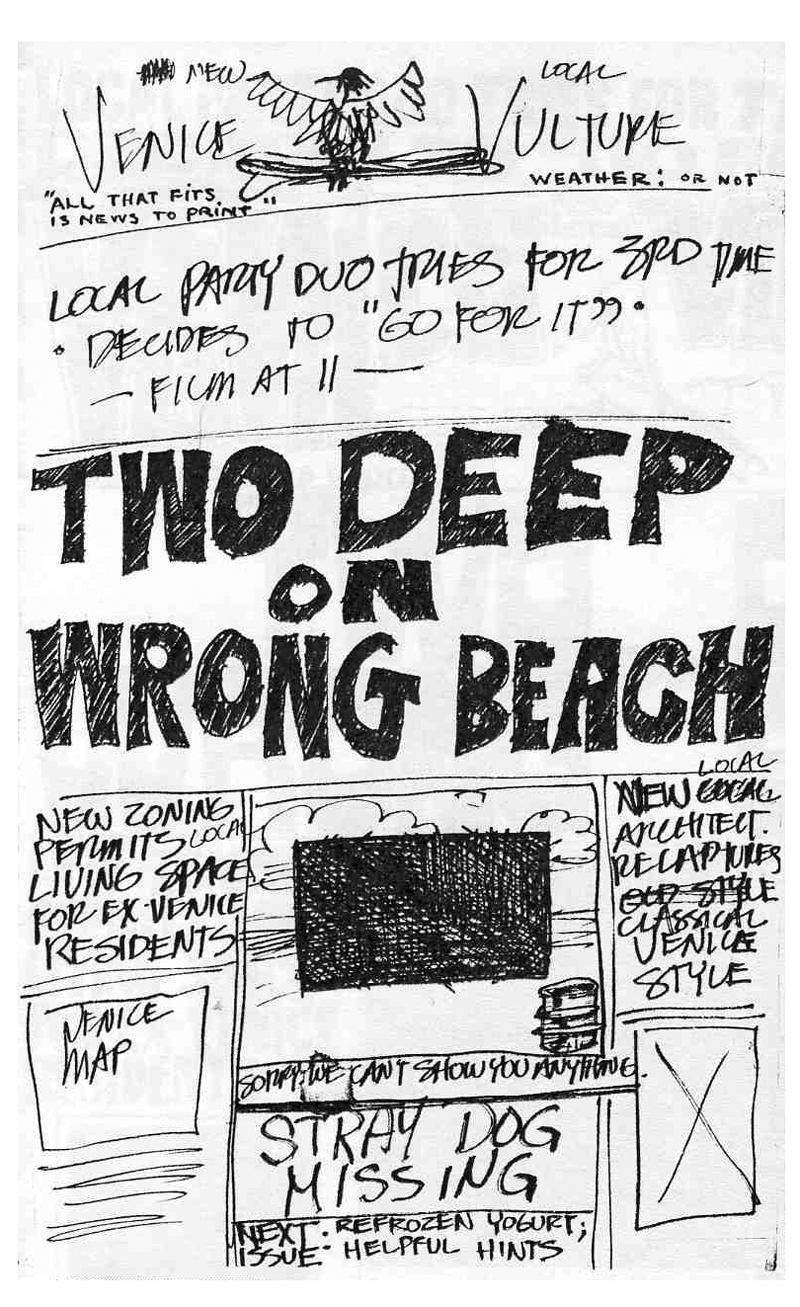 NEW
LOCAL
VENICE VULTURE
"ALL THAT FITS
IS NEWS TO PRINT"
WEATHER: OR NOT
LOCAL PARTY DUO TRIES FOR 3RD TIME
• DECIDES TO "GO FOR IT" •
— FILM AT 11 —
TWO DEEP
ON
WRONG BEACH
NEW ZONING
PERMITS LOCAL
LIVING SPACE
FOR EX-VENICE
RESIDENTS
VENICE
MAP
SORRY: WE CAN'T SHOW YOU ANYTHING.
STRAY DOG
MISSING
NEXT ISSUE: REFROZEN YOGURT;
HELPFUL HINTS
LOCAL
NEW
ARCHITECT.
RECAPTURES
OLD STYLE
CLASSICAL
VENICE
STYLE